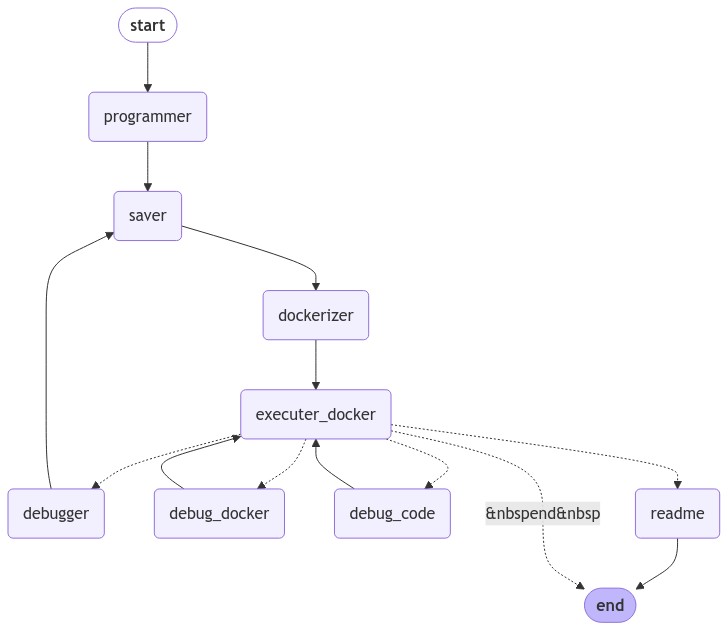 start
programmer
saver
dockerizer
executer_docker
debugger
debug_docker
debug_code
&nbspend&nbsp
readme
end